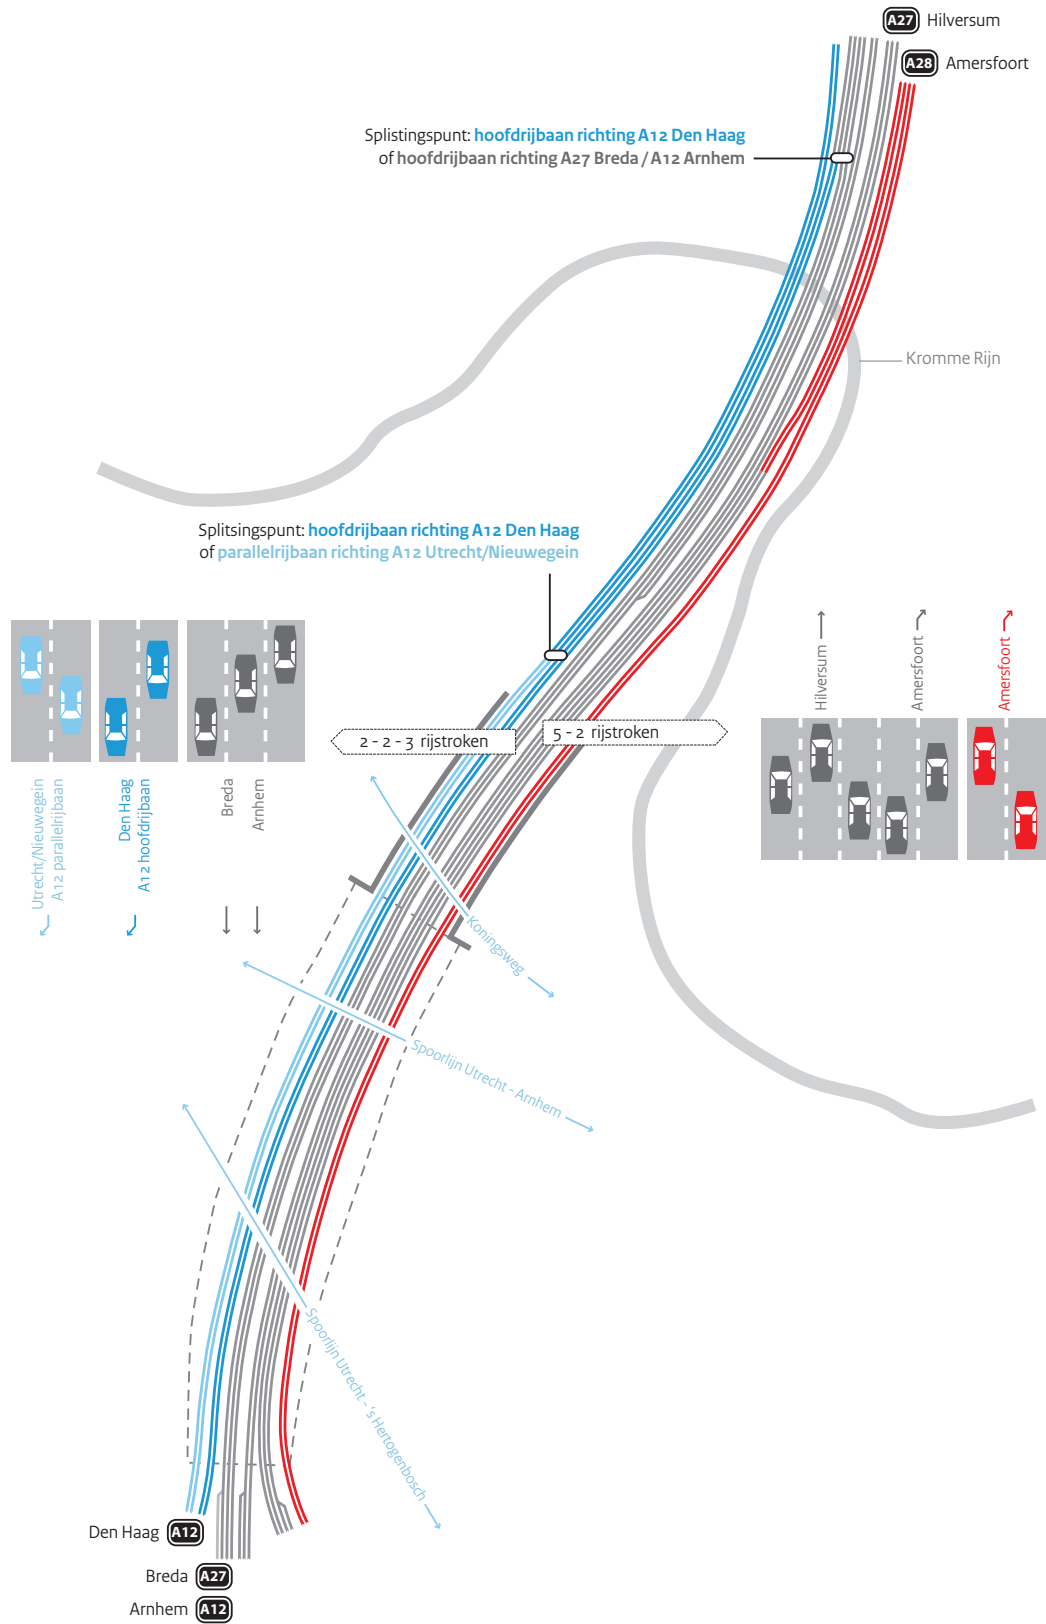 A27 Hilversum
A28 Amersfoort
Splistingspunt: hoofdrijbaan richting A12 Den Haag
of hoofdrijbaan richting A27 Breda / A12 Arnhem
Kromme Rijn
Splitsingspunt: hoofdrijbaan richting A12 Den Haag
of parallelrijbaan richting A12 Utrecht/Nieuwegein
Hilversum
Amersfoort
Amersfoort
2 - 2 - 3 rijstroken
5 - 2 rijstroken
Utrecht/Nieuwegein
A12 parallelrijbaan
Den Haag
A12 hoofdrijbaan
Breda
Arnhem
Koningsweg
Spoorlijn Utrecht - Arnhem
Spoorlijn Utrecht - 's Hertogenbosch
Den Haag A12
Breda A27
Arnhem A12